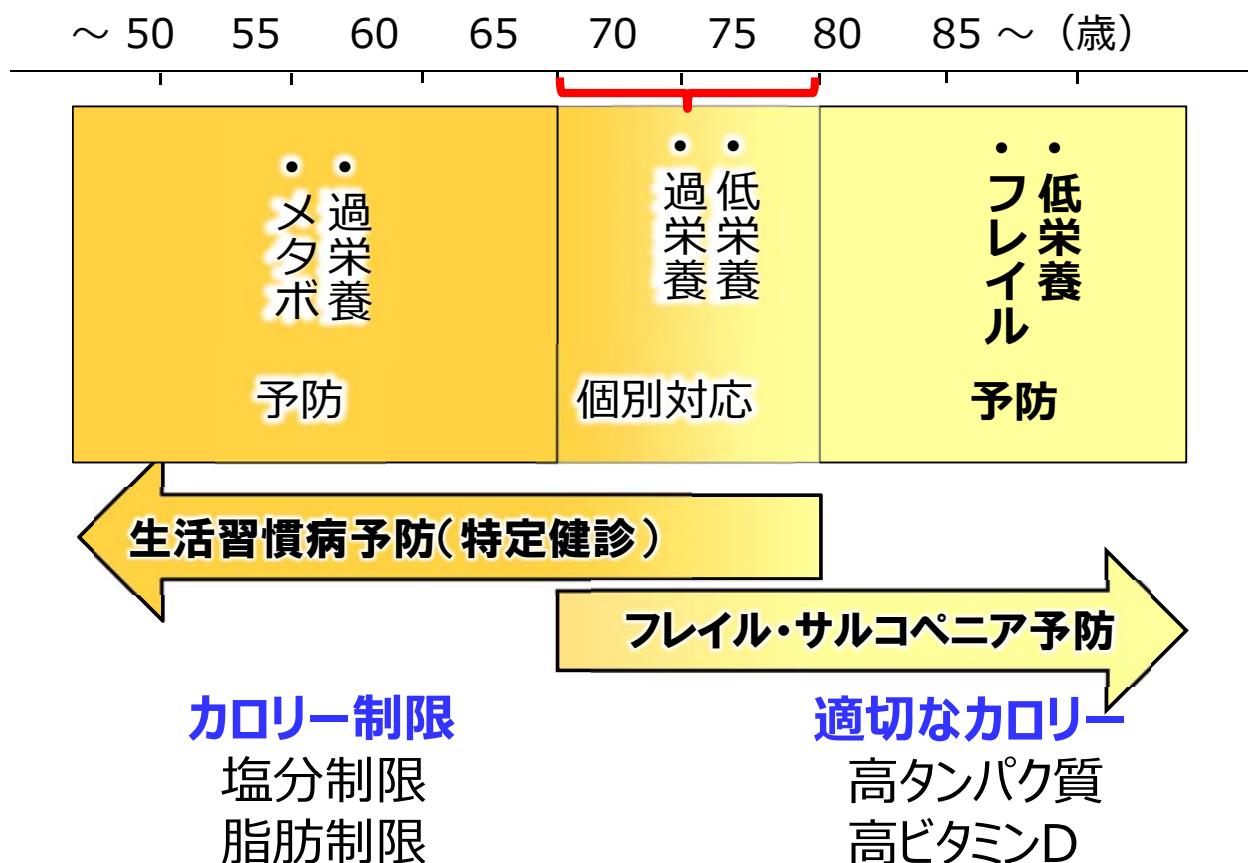 ～ 50 55 60 65 70 75 80 85 ～（歳）
・過栄養
・メタボ
予防
・低栄養
・過栄養
個別対応
・低栄養
・フレイル
予防
生活習慣病予防（特定健診）
フレイル・サルコペニア予防
カロリー制限
塩分制限
脂肪制限
適切なカロリー
高タンパク質
高ビタミンD